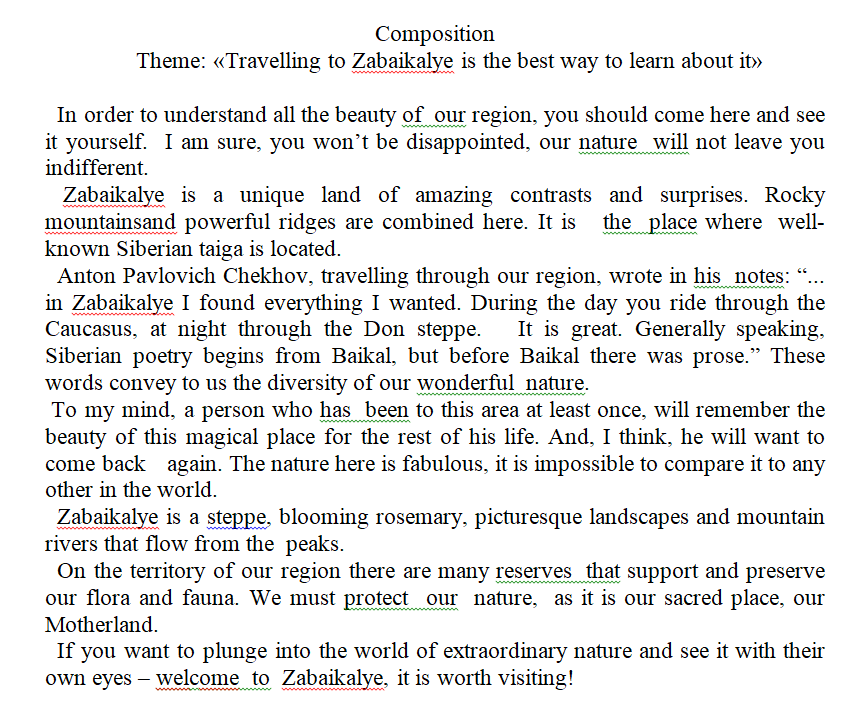 Composition
Theme: «Travelling to Zabaikalye is the best way to learn about it»
In order to understand all the beauty of our region, you should come here and see
it yourself. I am sure, you won’t be disappointed, our nature will not leave you
indifferent.
Zabaikalye is a unique land of amazing contrasts and surprises. Rocky
mountainsand powerful ridges are combined here. It is the place where well-
known Siberian taiga is located.
Anton Pavlovich Chekhov, travelling through our region, wrote in his notes: “...
in Zabaikalye I found everything I wanted. During the day you ride through the
Caucasus, at night through the Don steppe. It is great. Generally speaking,
Siberian poetry begins from Baikal, but before Baikal there was prose.” These
words convey to us the diversity of our wonderful nature.
To my mind, a person who has been to this area at least once, will remember the
beauty of this magical place for the rest of his life. And, I think, he will want to
come back again. The nature here is fabulous, it is impossible to compare it to any
other in the world.
Zabaikalye is a steppe, blooming rosemary, picturesque landscapes and mountain
rivers that flow from the peaks.
On the territory of our region there are many reserves that support and preserve
our flora and fauna. We must protect our nature, as it is our sacred place, our
Motherland.
If you want to plunge into the world of extraordinary nature and see it with their
own eyes – welcome to Zabaikalye, it is worth visiting!